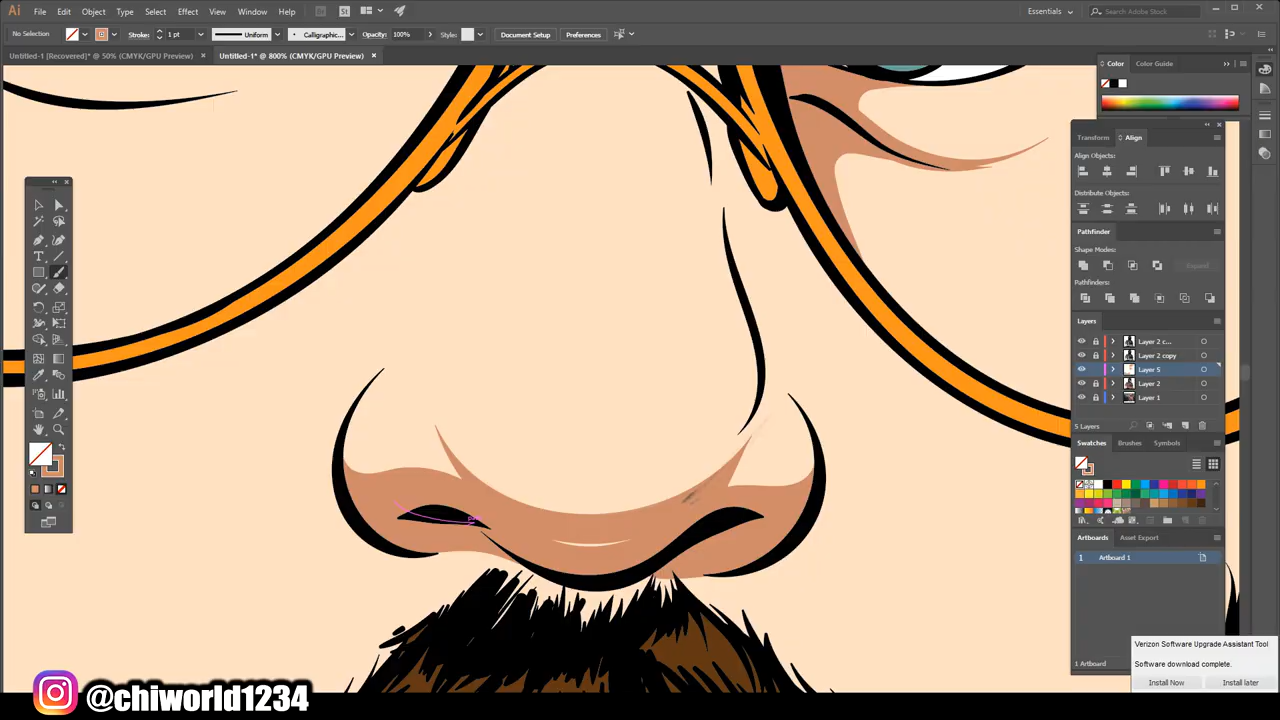 Ai File Edit Object Type Select Effect View Window Help Br St Essentials Search Adobe Stock
No Selection Stroke: 1 pt Uniform Calligraphic... Opacity: 100% Style: Document Setup Preferences
Untitled-1 [Recovered]* @ 50% (CMYK/GPU Preview) × Untitled-1* @ 800% (CMYK/GPU Preview) ×
Color Color Guide
Transform Align
Align Objects:
Distribute Objects:
Pathfinder
Shape Modes:
Expand
Pathfinders:
Layers
Layer 2 c...
Layer 2 copy
Layer 5
Layer 2
Layer 1
5 Layers
Swatches Brushes Symbols
Artboards Asset Export
1 Artboard 1
1 Artboard
Verizon Software Upgrade Assistant Tool
Software download complete.
Install Now Install later
@chiworld1234